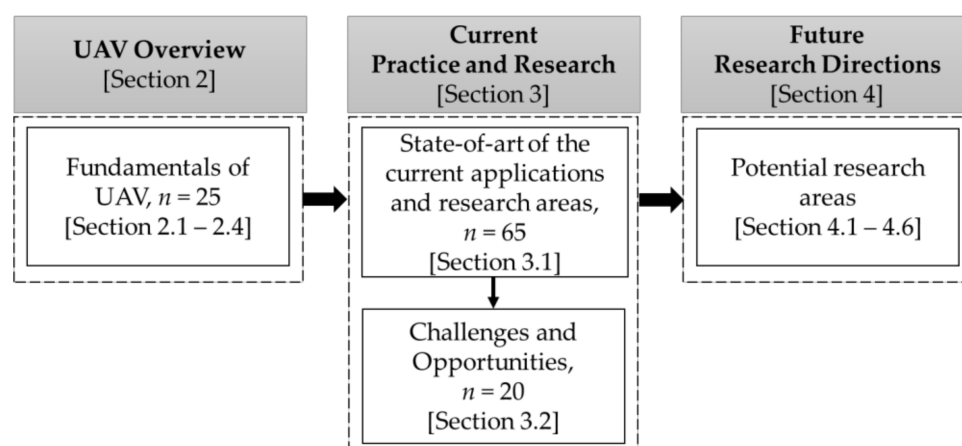 UAV Overview
[Section 2]
Fundamentals of
UAV, n = 25
[Section 2.1 – 2.4]
Current
Practice and Research
[Section 3]
State-of-art of the
current applications
and research areas,
n = 65
[Section 3.1]
Challenges and
Opportunities,
n = 20
[Section 3.2]
Future
Research Directions
[Section 4]
Potential research
areas
[Section 4.1 – 4.6]